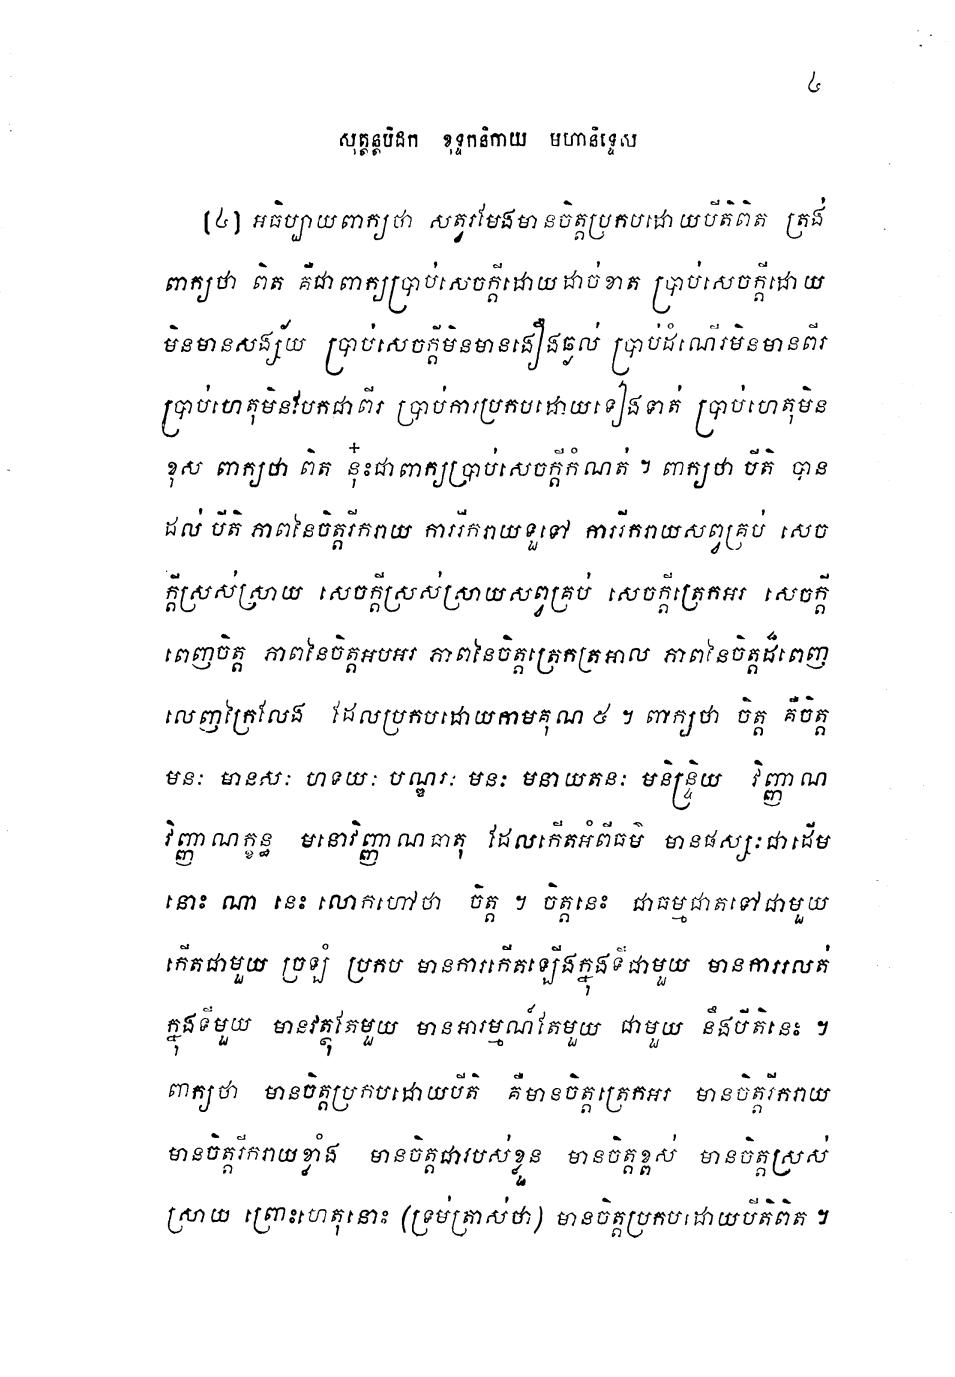 ៤
សុត្តន្តបិដក ខុទ្ទកនិកាយ មហានិទ្ទេស
[៤] អធិប្បាយពាក្យថា សត្វរមែងមានចិត្តប្រកបដោយបីតិពិត ត្រង់
ពាក្យថា ពិត គឺជាពាក្យប្រាប់សេចក្តីដោយដាច់ខាត ប្រាប់សេចក្តីដោយ
មិនមានសង្ស័យ ប្រាប់សេចក្តីមិនមានងឿងឆ្ងល់ ប្រាប់ដំណើរមិនមានពីរ
ប្រាប់ហេតុមិនបែកជាពីរ ប្រាប់ការប្រកបដោយទៀងទាត់ ប្រាប់ហេតុមិន
ខុស ពាក្យថា ពិត នុ៎ះជាពាក្យប្រាប់សេចក្តីកំណត់ ។ ពាក្យថា បីតិ បាន
ដល់ បីតិ ភាពនៃចិត្តរីករាយ ការរីករាយទួទៅ ការរីករាយសព្វគ្រប់ សេច
ក្តីស្រស់ស្រាយ សេចក្តីស្រស់ស្រាយសព្វគ្រប់ សេចក្តីត្រេកអរ សេចក្តី
ពេញចិត្ត ភាពនៃចិត្តអបអរ ភាពនៃចិត្តត្រេកត្រអាល ភាពនៃចិត្តដ៏ពេញ
លេញក្រៃលែង ដែលប្រកបដោយកាមគុណ ៥ ។ ពាក្យថា ចិត្ត គឺចិត្ត
មនៈ មានសៈ ហទយៈ បណ្ឌរៈ មនៈ មនាយតនៈ មនិន្ទ្រិយ វិញ្ញាណ
វិញ្ញាណក្ខន្ធ មនោវិញ្ញាណធាតុ ដែលកើតអំពីធម៌ មានផស្សៈជាដើម
នោះ ណា នេះ លោកហៅថា ចិត្ត ។ ចិត្តនេះ ជាធម្មជាតទៅជាមួយ
កើតជាមួយ ច្រឡំ ប្រកប មានការកើតឡើងក្នុងទីជាមួយ មានការរលត់
ក្នុងទីមួយ មានវត្ថុតែមួយ មានអារម្មណ៍តែមួយ ជាមួយ នឹងបីតិនេះ ។
ពាក្យថា មានចិត្តប្រកបដោយបីតិ គឺមានចិត្តត្រេកអរ មានចិត្តរីករាយ
មានចិត្តរីករាយខ្លាំង មានចិត្តជារបស់ខ្លួន មានចិត្តខ្ពស់ មានចិត្តស្រស់
ស្រាយ ព្រោះហេតុនោះ (ទ្រង់ត្រាស់ថា) មានចិត្តប្រកបដោយបីតិពិត ។